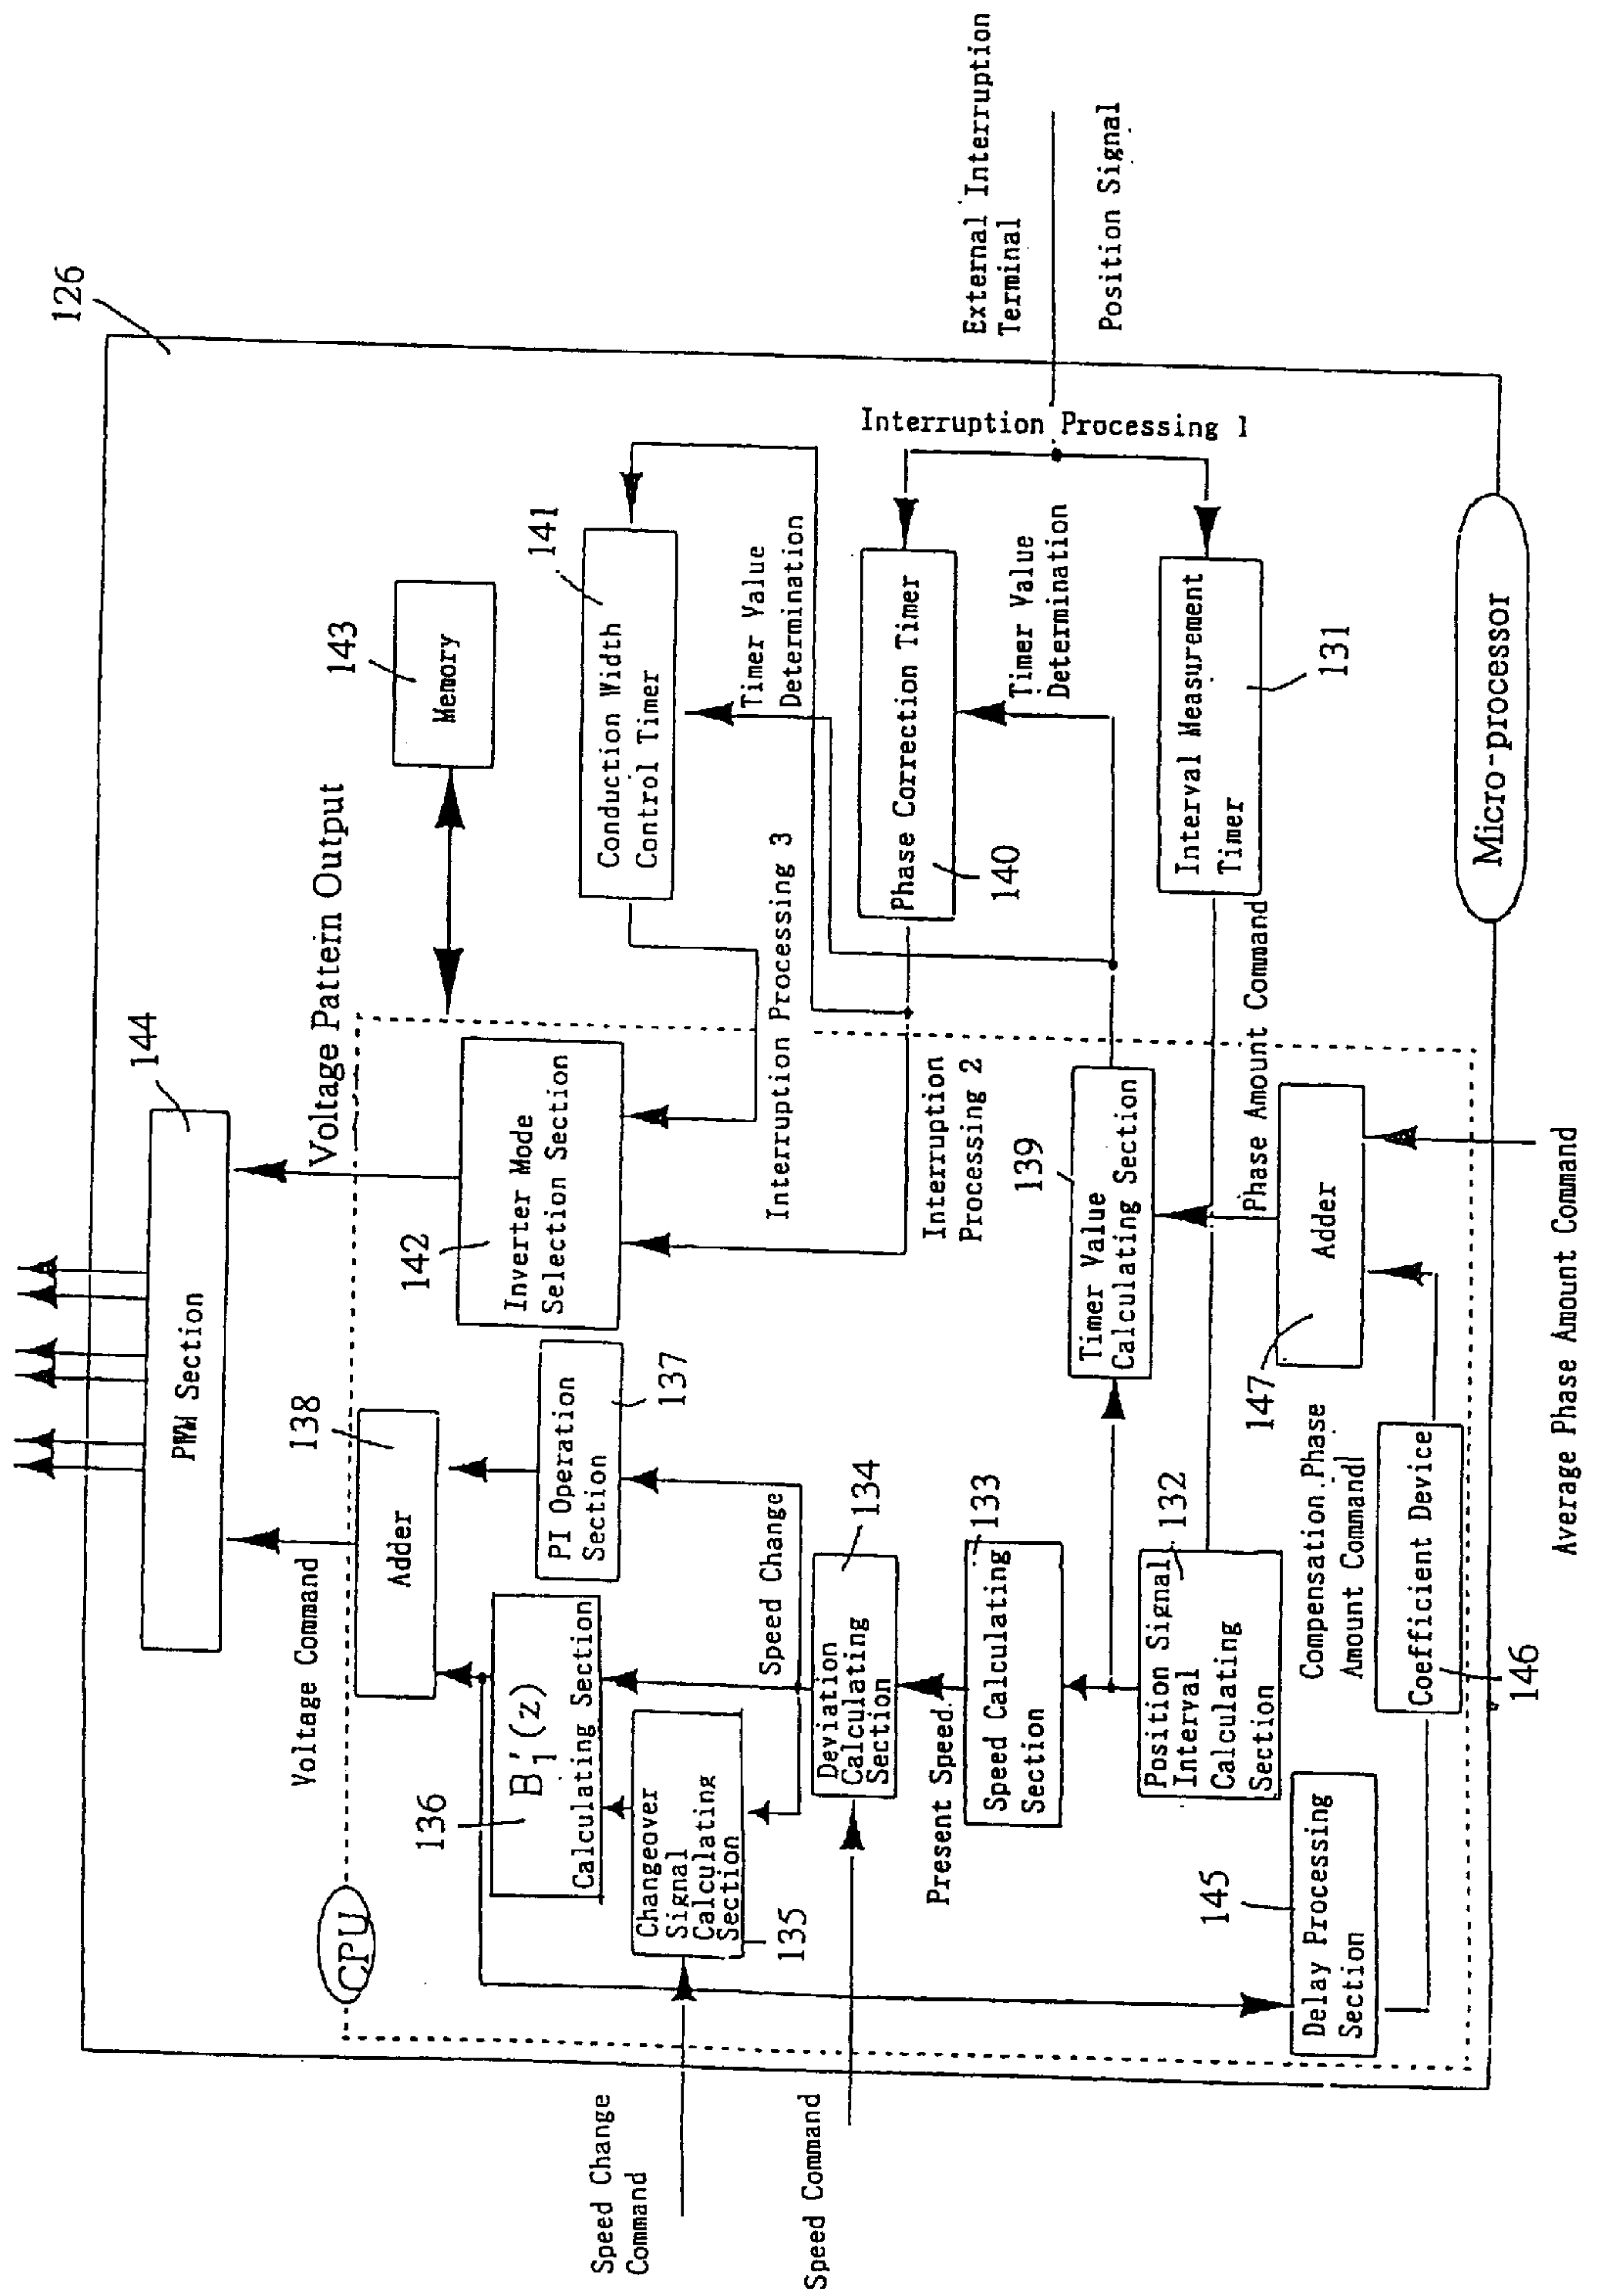 126
144
PWM Section
Voltage Command
Voltage Pattern Output
CPU
138
Adder
143
Memory
136
B₁'(z)
Calculating Section
PI Operation
Section
137
142
Inverter Mode
Selection Section
141
Conduction Width
Control Timer
Timer Value
Determination
Changeover
Signal
Calculating
Section
135
Speed Change
Interruption Processing 3
Speed Change
Command
Speed Command
Deviation
Calculating
Section
134
Present Speed.
Speed Calculating
Section
133
Interruption
Processing 2
Phase Correction Timer
140
Timer Value
Determination
Interruption Processing 1
External Interruption
Terminal
Position Signal
139
Timer Value
Calculating Section
Position Signal
Interval
Calculating
Section
132
Interval Measurement
Timer
131
Phase Amount Command
145
Delay Processing
Section
Compensation.Phase
Amount Command
147
Adder
Coefficient Device
146
Micro-processor
Average Phase Amount Command